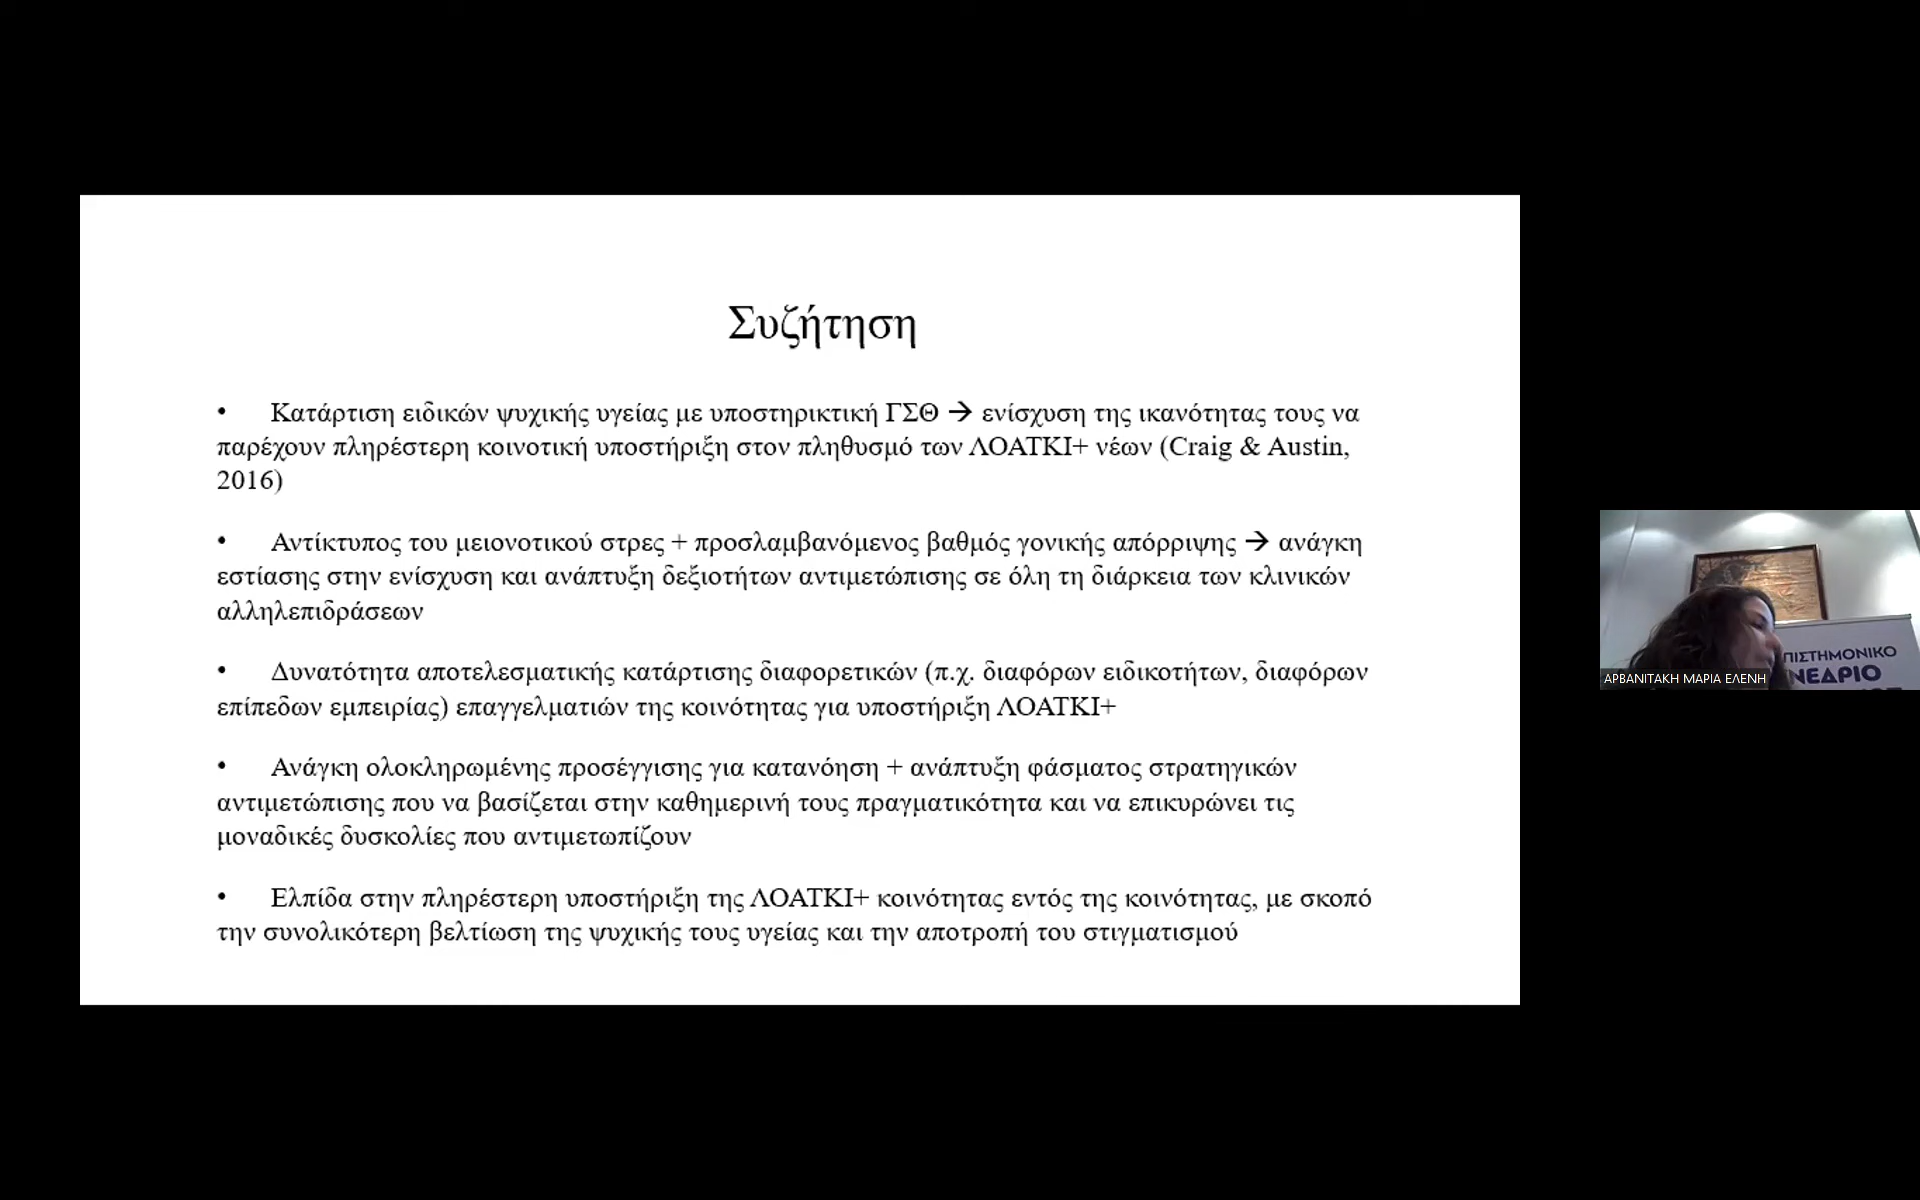 Συζήτηση
• Κατάρτιση ειδικών ψυχικής υγείας με υποστηρικτική ΓΣΘ → ενίσχυση της ικανότητας τους να
παρέχουν πληρέστερη κοινοτική υποστήριξη στον πληθυσμό των ΛΟΑΤΚΙ+ νέων (Craig & Austin,
2016)
• Αντίκτυπος του μειονοτικού στρες + προσλαμβανόμενος βαθμός γονικής απόρριψης → ανάγκη
εστίασης στην ενίσχυση και ανάπτυξη δεξιοτήτων αντιμετώπισης σε όλη τη διάρκεια των κλινικών
αλληλεπιδράσεων
• Δυνατότητα αποτελεσματικής κατάρτισης διαφορετικών (π.χ. διαφόρων ειδικοτήτων, διαφόρων
επίπεδων εμπειρίας) επαγγελματιών της κοινότητας για υποστήριξη ΛΟΑΤΚΙ+
• Ανάγκη ολοκληρωμένης προσέγγισης για κατανόηση + ανάπτυξη φάσματος στρατηγικών
αντιμετώπισης που να βασίζεται στην καθημερινή τους πραγματικότητα και να επικυρώνει τις
μοναδικές δυσκολίες που αντιμετωπίζουν
• Ελπίδα στην πληρέστερη υποστήριξη της ΛΟΑΤΚΙ+ κοινότητας εντός της κοινότητας, με σκοπό
την συνολικότερη βελτίωση της ψυχικής τους υγείας και την αποτροπή του στιγματισμού
ΠΙΣΤΗΜΟΝΙΚΟ
ΝΕΔΡΙΟ
ΑΡΒΑΝΙΤΑΚΗ ΜΑΡΙΑ ΕΛΕΝΗ